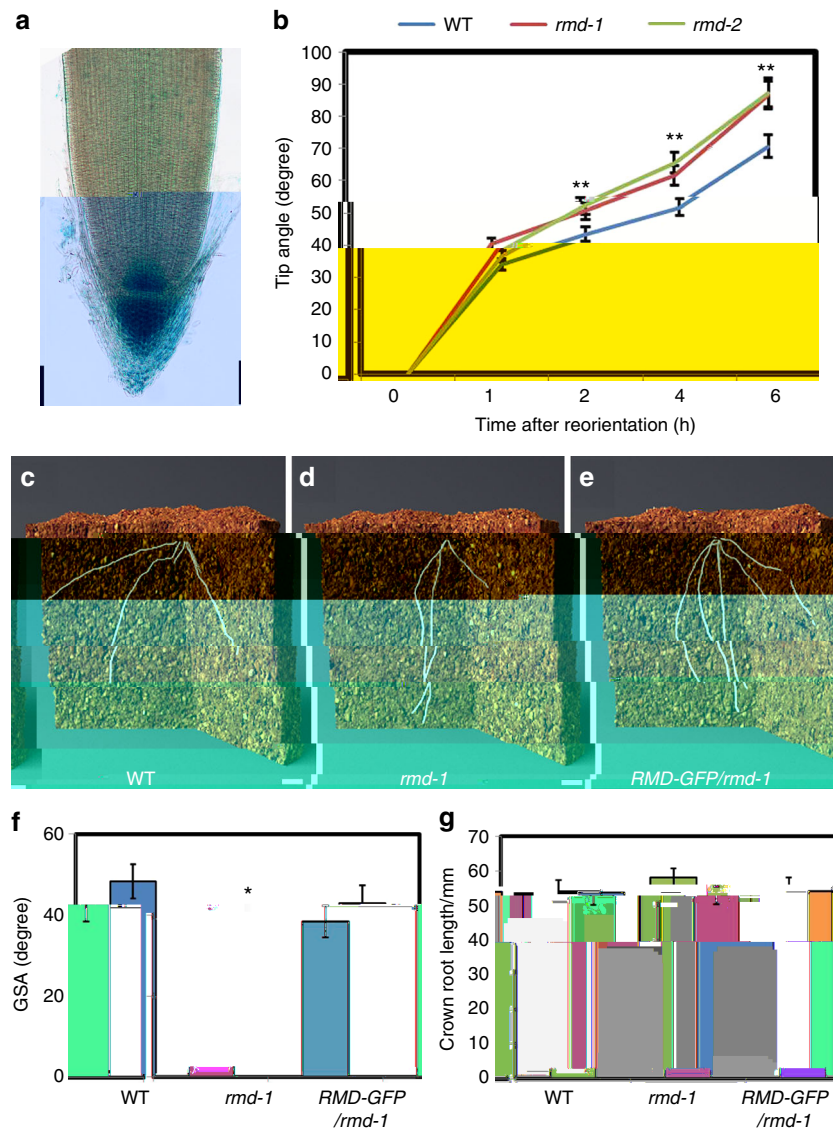 a
b
WT rmd-1 rmd-2
Tip angle (degree)
100
90
80
70
60
50
40
30
20
10
0
**
**
**
0 1 2 4 6
Time after reorientation (h)
c d e
WT rmd-1 RMD-GFP/rmd-1
f
GSA (degree)
60
40
20
0
*
WT rmd-1 RMD-GFP
/rmd-1
g
Crown root length/mm
70
60
50
40
30
20
10
0
WT rmd-1 RMD-GFP
/rmd-1